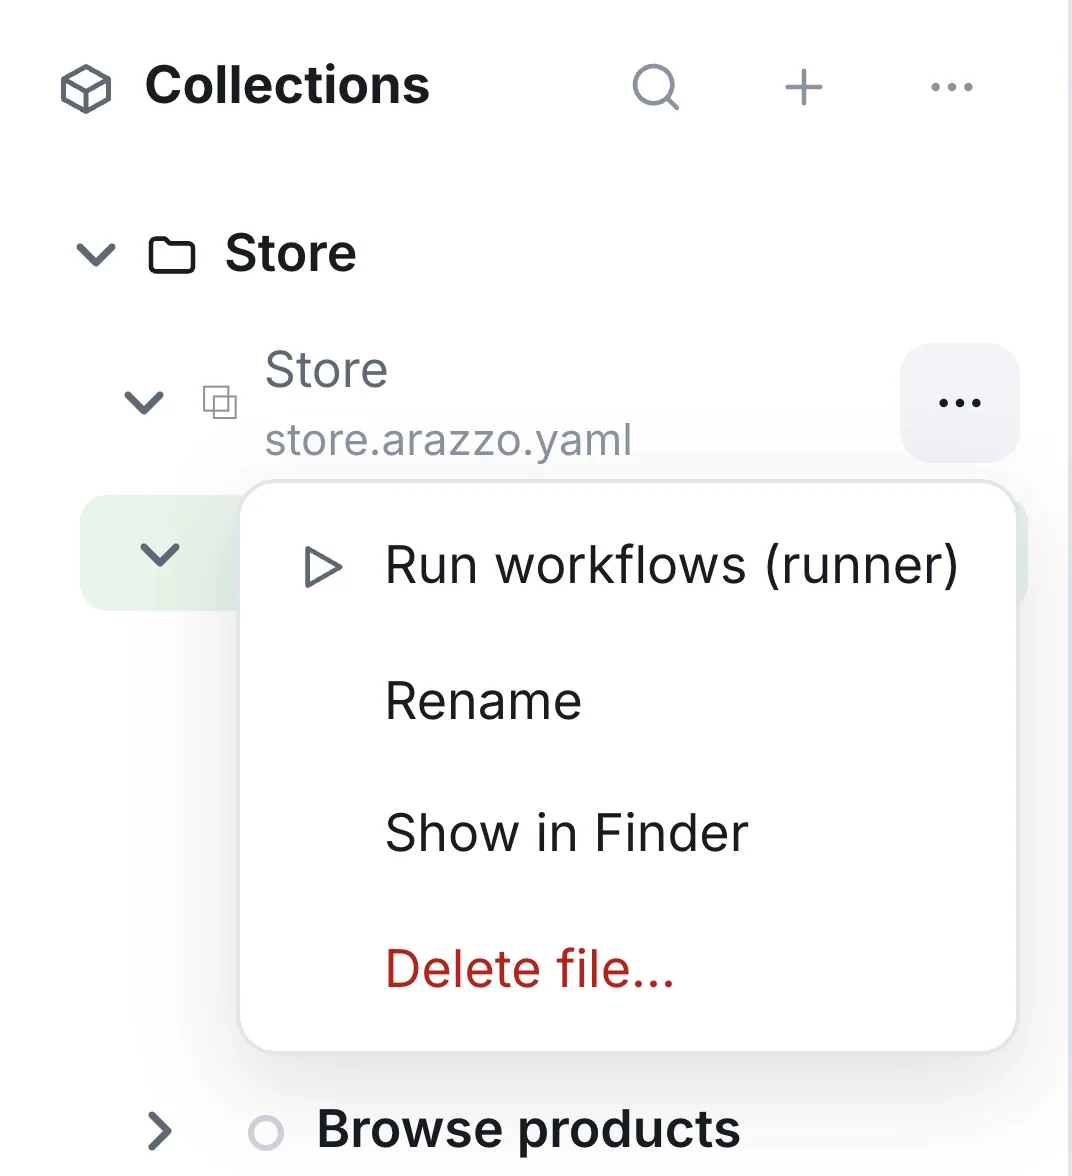 Collections
Store
Store
store.arazzo.yaml
Run workflows (runner)
Rename
Show in Finder
Delete file...
Browse products